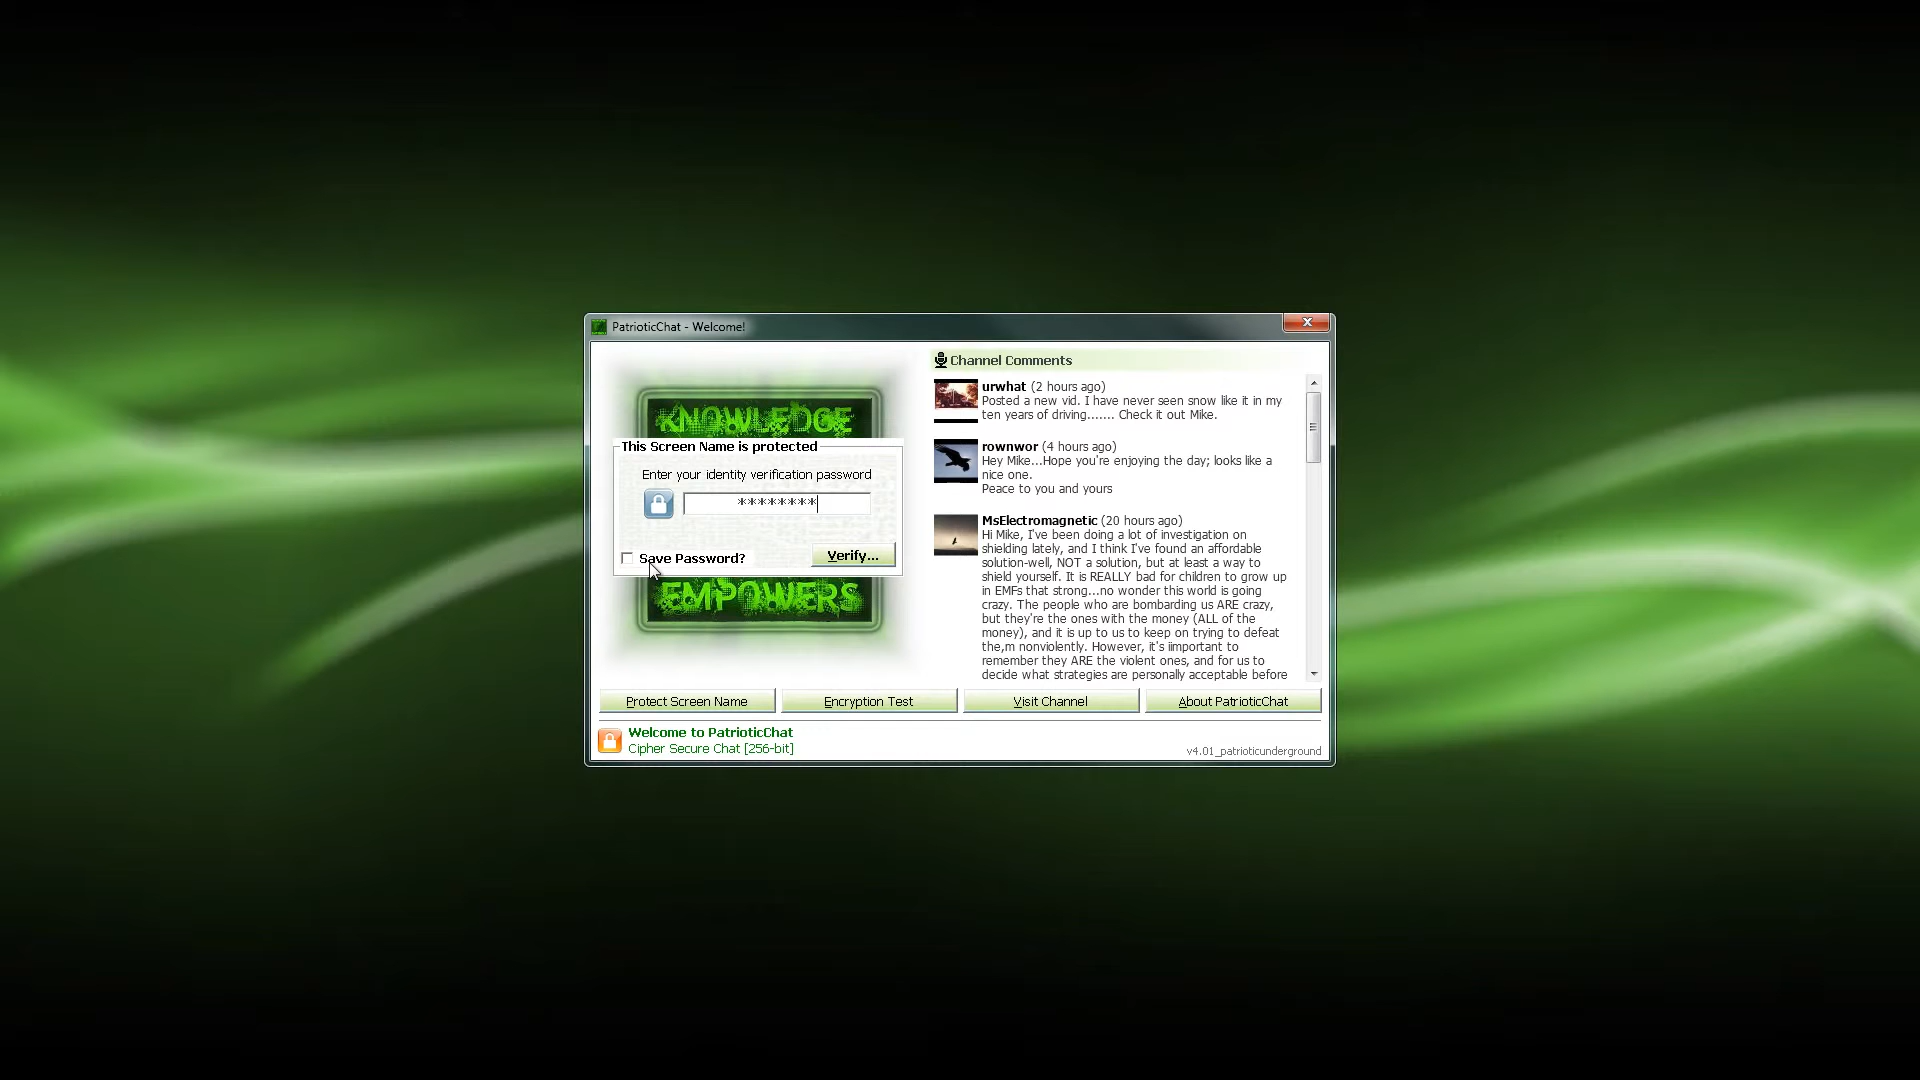 PatrioticChat - Welcome!
KNOWLEDGE
This Screen Name is protected
Enter your identity verification password
********
Save Password?
Verify...
EMPOWERS
Channel Comments
urwhat (2 hours ago)
Posted a new vid. I have never seen snow like it in my
ten years of driving....... Check it out Mike.
rownwor (4 hours ago)
Hey Mike...Hope you're enjoying the day; looks like a
nice one.
Peace to you and yours
MsElectromagnetic (20 hours ago)
Hi Mike, I've been doing a lot of investigation on
shielding lately, and I think I've found an affordable
solution-well, NOT a solution, but at least a way to
shield yourself. It is REALLY bad for children to grow up
in EMFs that strong...no wonder this world is going
crazy. The people who are bombarding us ARE crazy,
but they're the ones with the money (ALL of the
money), and it is up to us to keep on trying to defeat
the,m nonviolently. However, it's iimportant to
remember they ARE the violent ones, and for us to
decide what strategies are personally acceptable before
Protect Screen Name
Encryption Test
Visit Channel
About PatrioticChat
Welcome to PatrioticChat
Cipher Secure Chat [256-bit]
v4.01_patrioticunderground